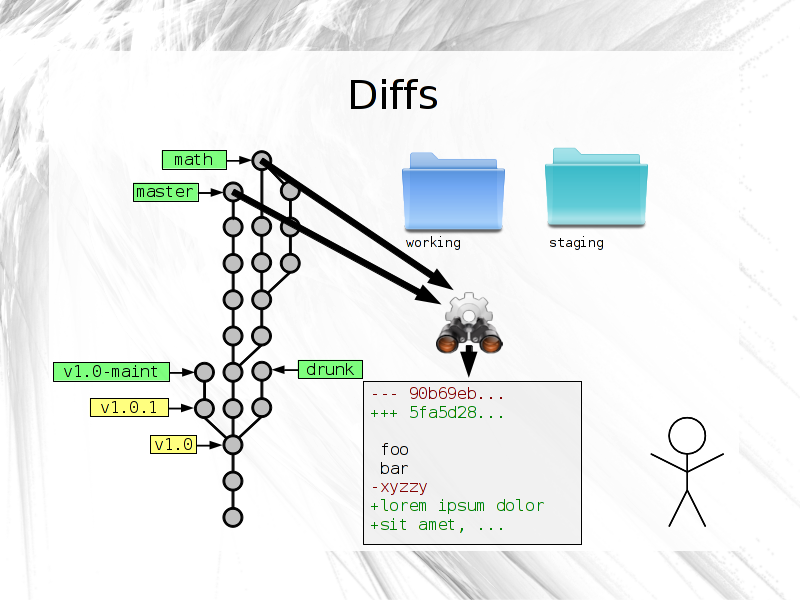 Diffs
math
master
working
staging
v1.0-maint
drunk
v1.0.1
v1.0
--- 90b69eb...
+++ 5fa5d28...
foo
bar
-xyzzy
+lorem ipsum dolor
+sit amet, ...